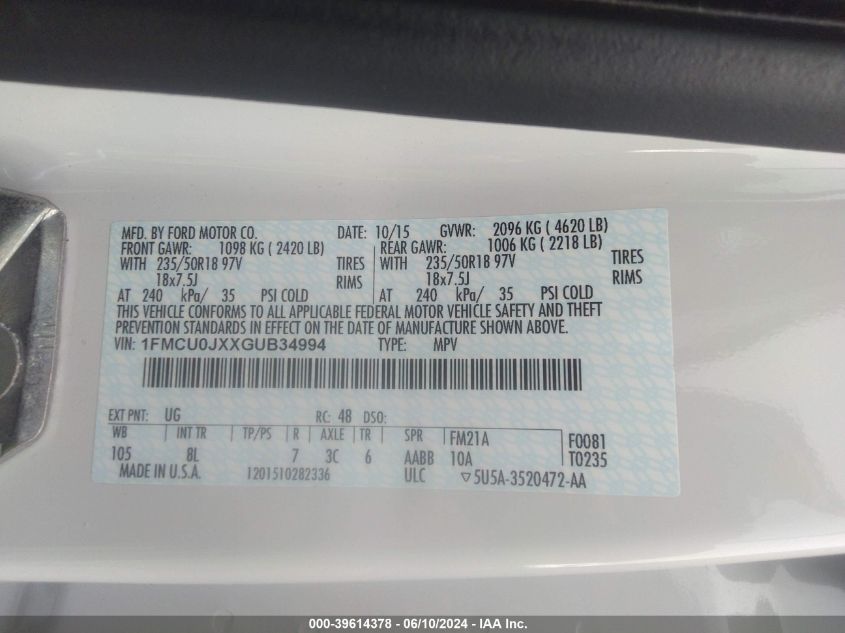 MFD. BY FORD MOTOR CO. DATE: 10/15 GVWR: 2096 KG ( 4620 LB)
FRONT GAWR: 1098 KG ( 2420 LB) REAR GAWR: 1006 KG ( 2218 LB)
WITH 235/50R18 97V TIRES WITH 235/50R18 97V TIRES
18x7.5J RIMS 18x7.5J RIMS
AT 240 kPa/ 35 PSI COLD AT 240 kPa/ 35 PSI COLD
THIS VEHICLE CONFORMS TO ALL APPLICABLE FEDERAL MOTOR VEHICLE SAFETY AND THEFT
PREVENTION STANDARDS IN EFFECT ON THE DATE OF MANUFACTURE SHOWN ABOVE.
VIN: 1FMCU0JXXGUB34994 TYPE: MPV
EXT PNT: UG RC: 48 DSO:
WB INT TR TP/PS R AXLE TR SPR FM21A F0081
105 8L 7 3C 6 AABB 10A T0235
MADE IN U.S.A. 1201510282336 ULC ▽5U5A-3520472-AA
000-39614378 - 06/10/2024 - IAA Inc.